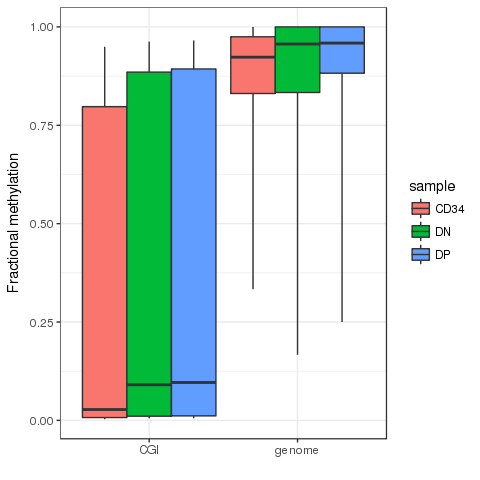 1.00
0.75
0.50
0.25
0.00
Fractional methylation
CGI
genome
sample
CD34
DN
DP